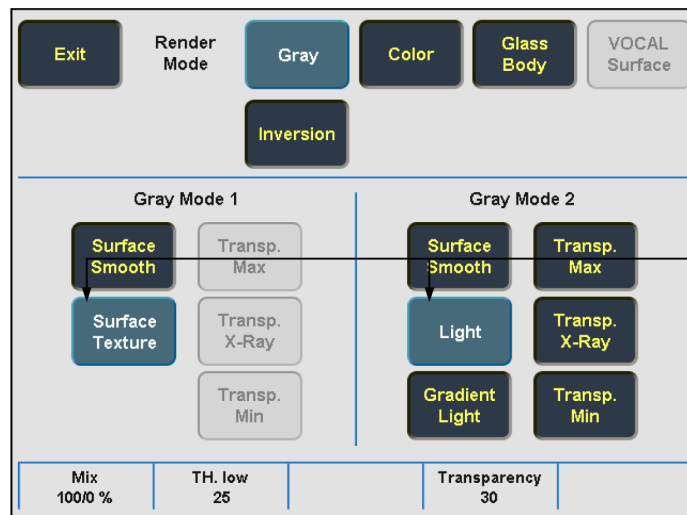 Exit
Render
Mode
Gray
Color
Glass
Body
VOCAL
Surface
Inversion
Gray Mode 1
Gray Mode 2
Surface
Smooth
Transp.
Max
Surface
Smooth
Transp.
Max
Surface
Texture
Transp.
X-Ray
Light
Transp.
X-Ray
Transp.
Min
Gradient
Light
Transp.
Min
Mix
100/0 %
TH. low
25
Transparency
30